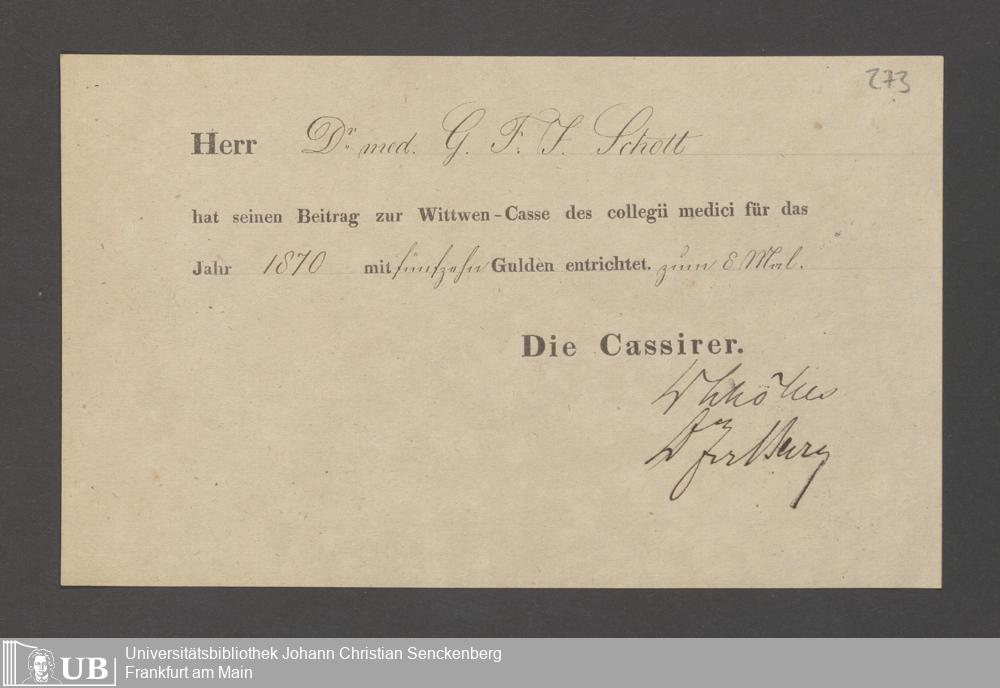 273
Herr Dr. med. G. F. J. Schott
hat seinen Beitrag zur Wittwen-Casse des collegii medici für das
Jahr 1870 mit fünfzehn Gulden entrichtet. zum 8 Mal.
Die Cassirer.
UB
Universitätsbibliothek Johann Christian Senckenberg
Frankfurt am Main